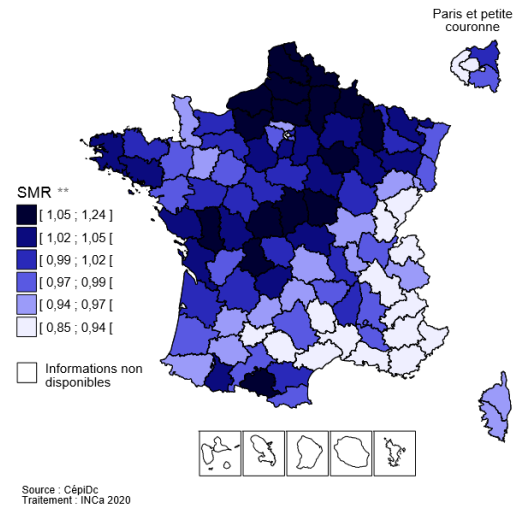 Paris et petite
couronne
SMR **
[ 1,05 ; 1,24 ]
[ 1,02 ; 1,05 [
[ 0,99 ; 1,02 [
[ 0,97 ; 0,99 [
[ 0,94 ; 0,97 [
[ 0,85 ; 0,94 [
Informations non
disponibles
Source : CépiDc
Traitement : INCa 2020